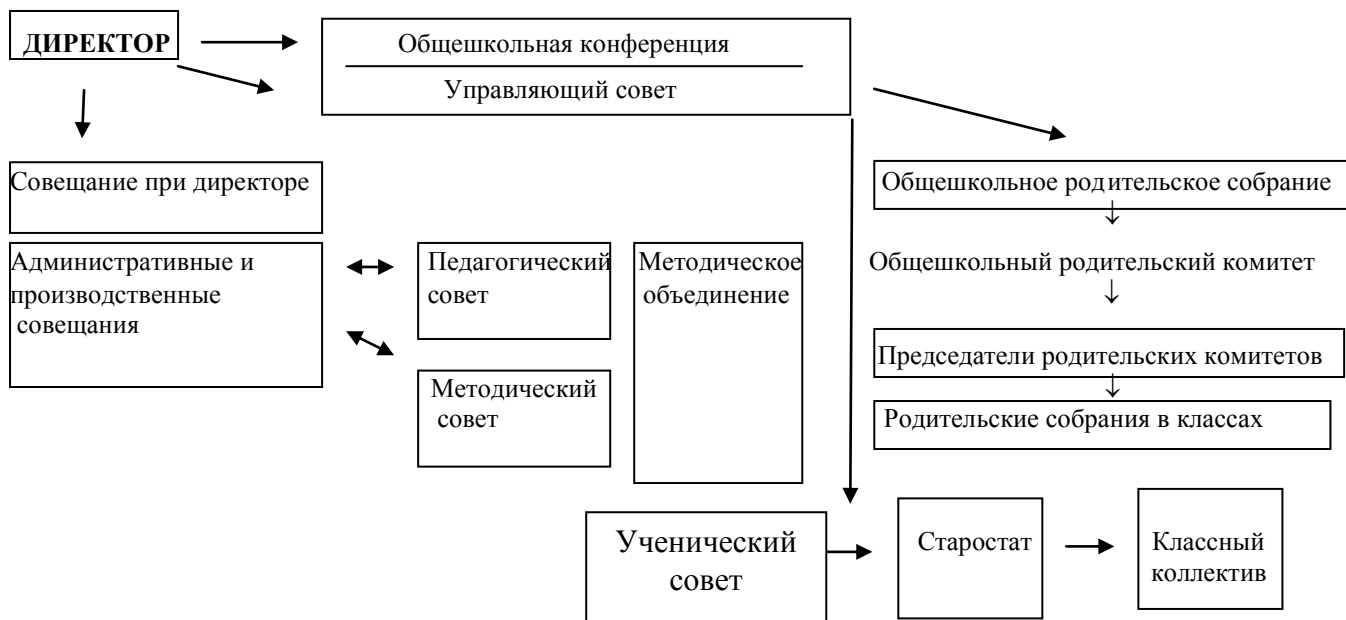 ДИРЕКТОР
Общешкольная конференция
Управляющий совет
Совещание при директоре
Общешкольное родительское собрание
Административные и
производственные
совещания
Педагогический
совет
Методическое
объединение
Общешкольный родительский комитет
Методический
совет
Председатели родительских комитетов
Родительские собрания в классах
Ученический
совет
Старостат
Классный
коллектив